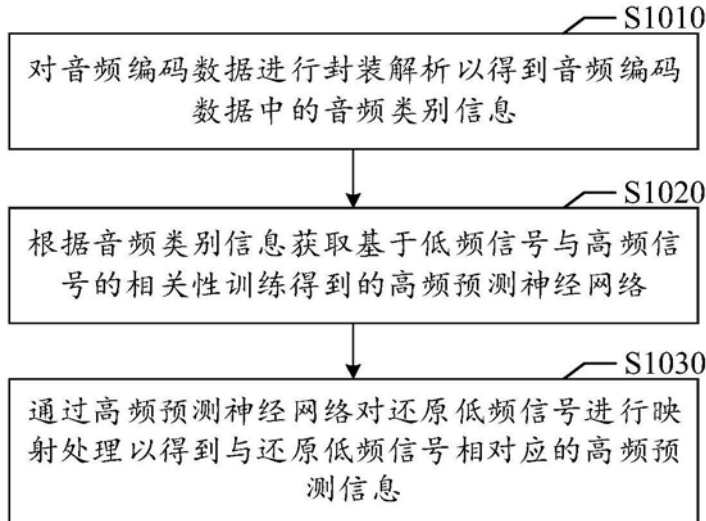 S1010
对音频编码数据进行封装解析以得到音频编码
数据中的音频类别信息
S1020
根据音频类别信息获取基于低频信号与高频信
号的相关性训练得到的高频预测神经网络
S1030
通过高频预测神经网络对还原低频信号进行映
射处理以得到与还原低频信号相对应的高频预
测信息